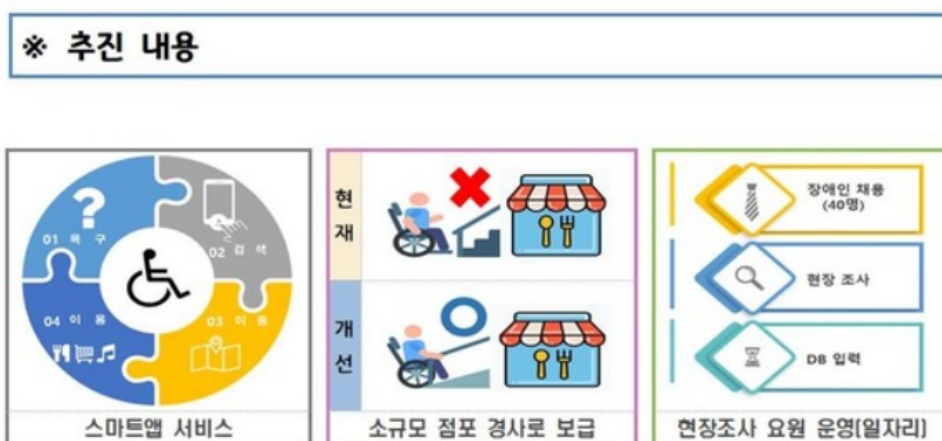 ※ 추진 내용
?
01 욕구
02 검색
04 이용
03 이동
스마트앱 서비스
현재
개선
소규모 점포 경사로 보급
장애인 채용
(40명)
현장 조사
DB 입력
현장조사 요원 운영(일자리)